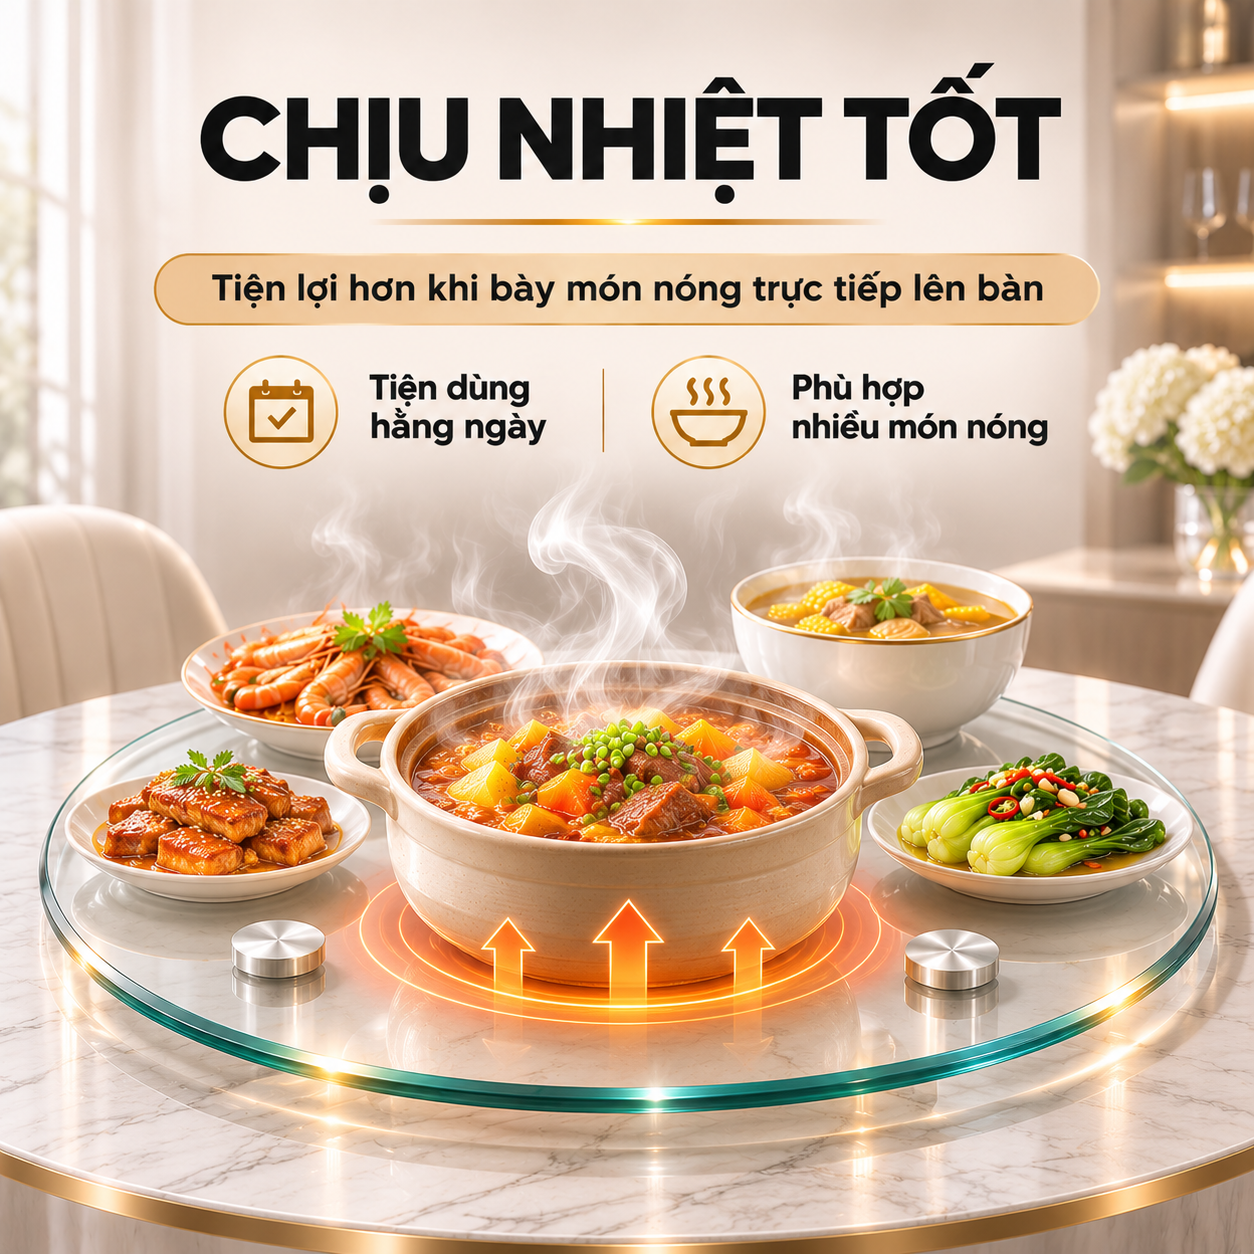 CHỊU NHIỆT TỐT
Tiện lợi hơn khi bày món nóng trực tiếp lên bàn
Tiện dùng
hằng ngày
Phù hợp
nhiều món nóng